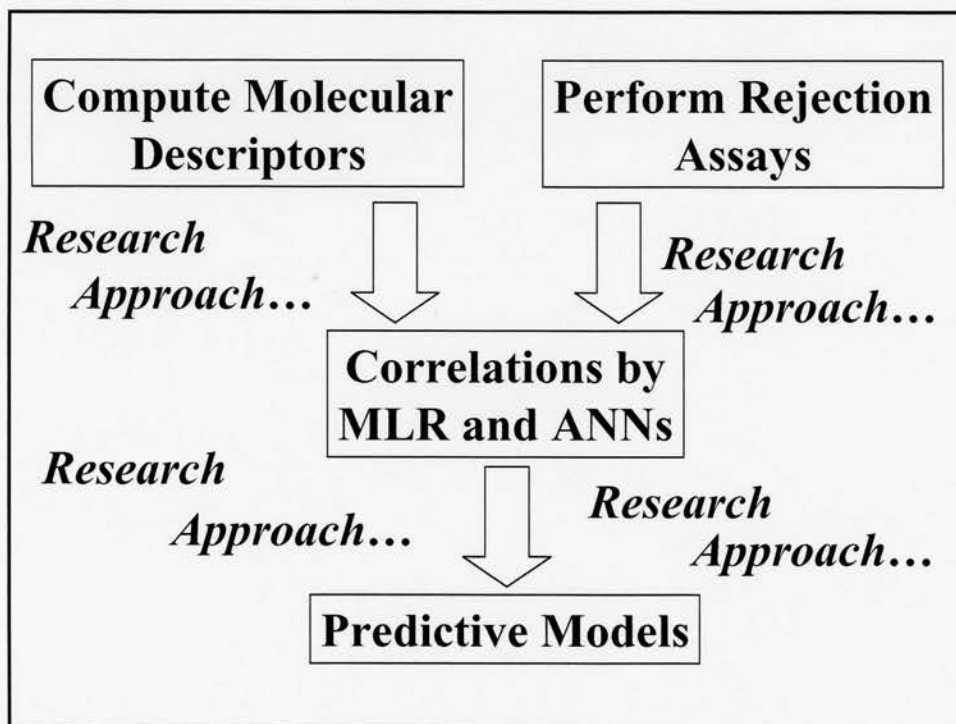 Compute Molecular
Descriptors
Perform Rejection
Assays
Research
Approach…
Research
Approach…
Correlations by
MLR and ANNs
Research
Approach…
Research
Approach…
Predictive Models